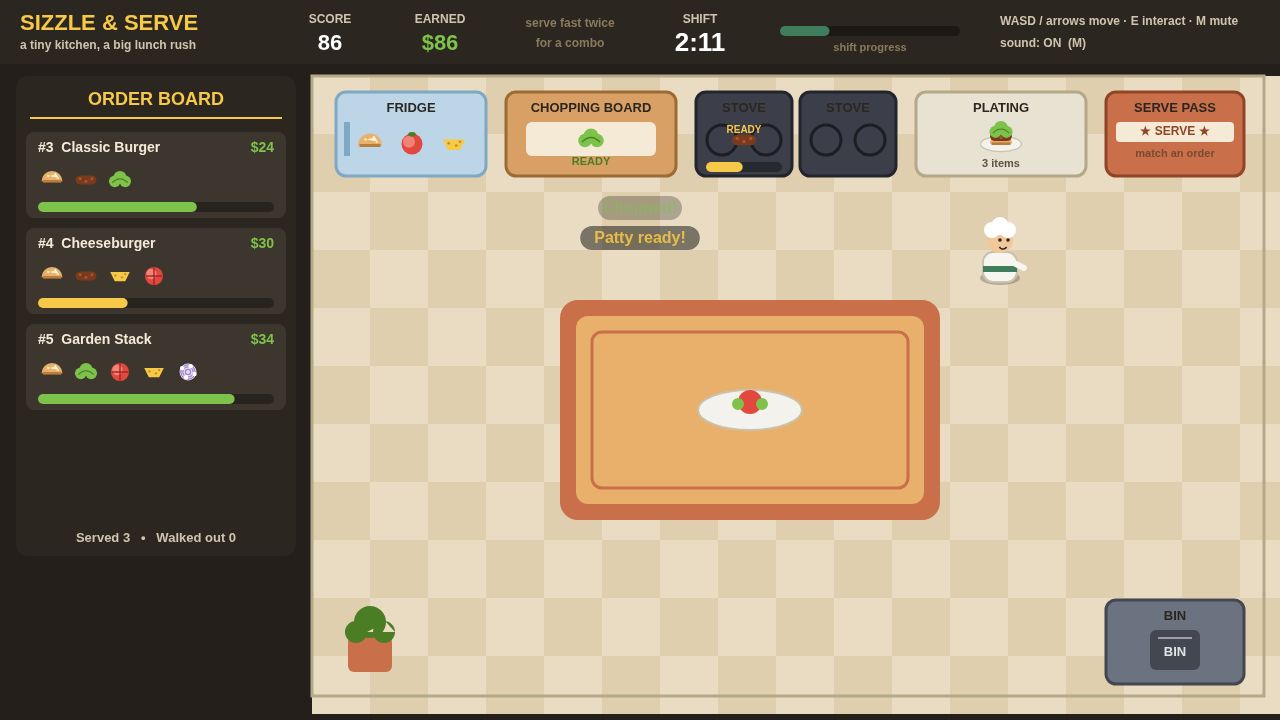 SIZZLE & SERVE
a tiny kitchen, a big lunch rush
SCORE
86
EARNED
$86
serve fast twice
for a combo
SHIFT
2:11
shift progress
WASD / arrows move · E interact · M mute
sound: ON (M)
ORDER BOARD
#3 Classic Burger $24
#4 Cheeseburger $30
#5 Garden Stack $34
Served 3 • Walked out 0
FRIDGE
CHOPPING BOARD
READY
STOVE
READY
STOVE
PLATING
3 items
SERVE PASS
★ SERVE ★
match an order
Patty ready!
BIN
BIN